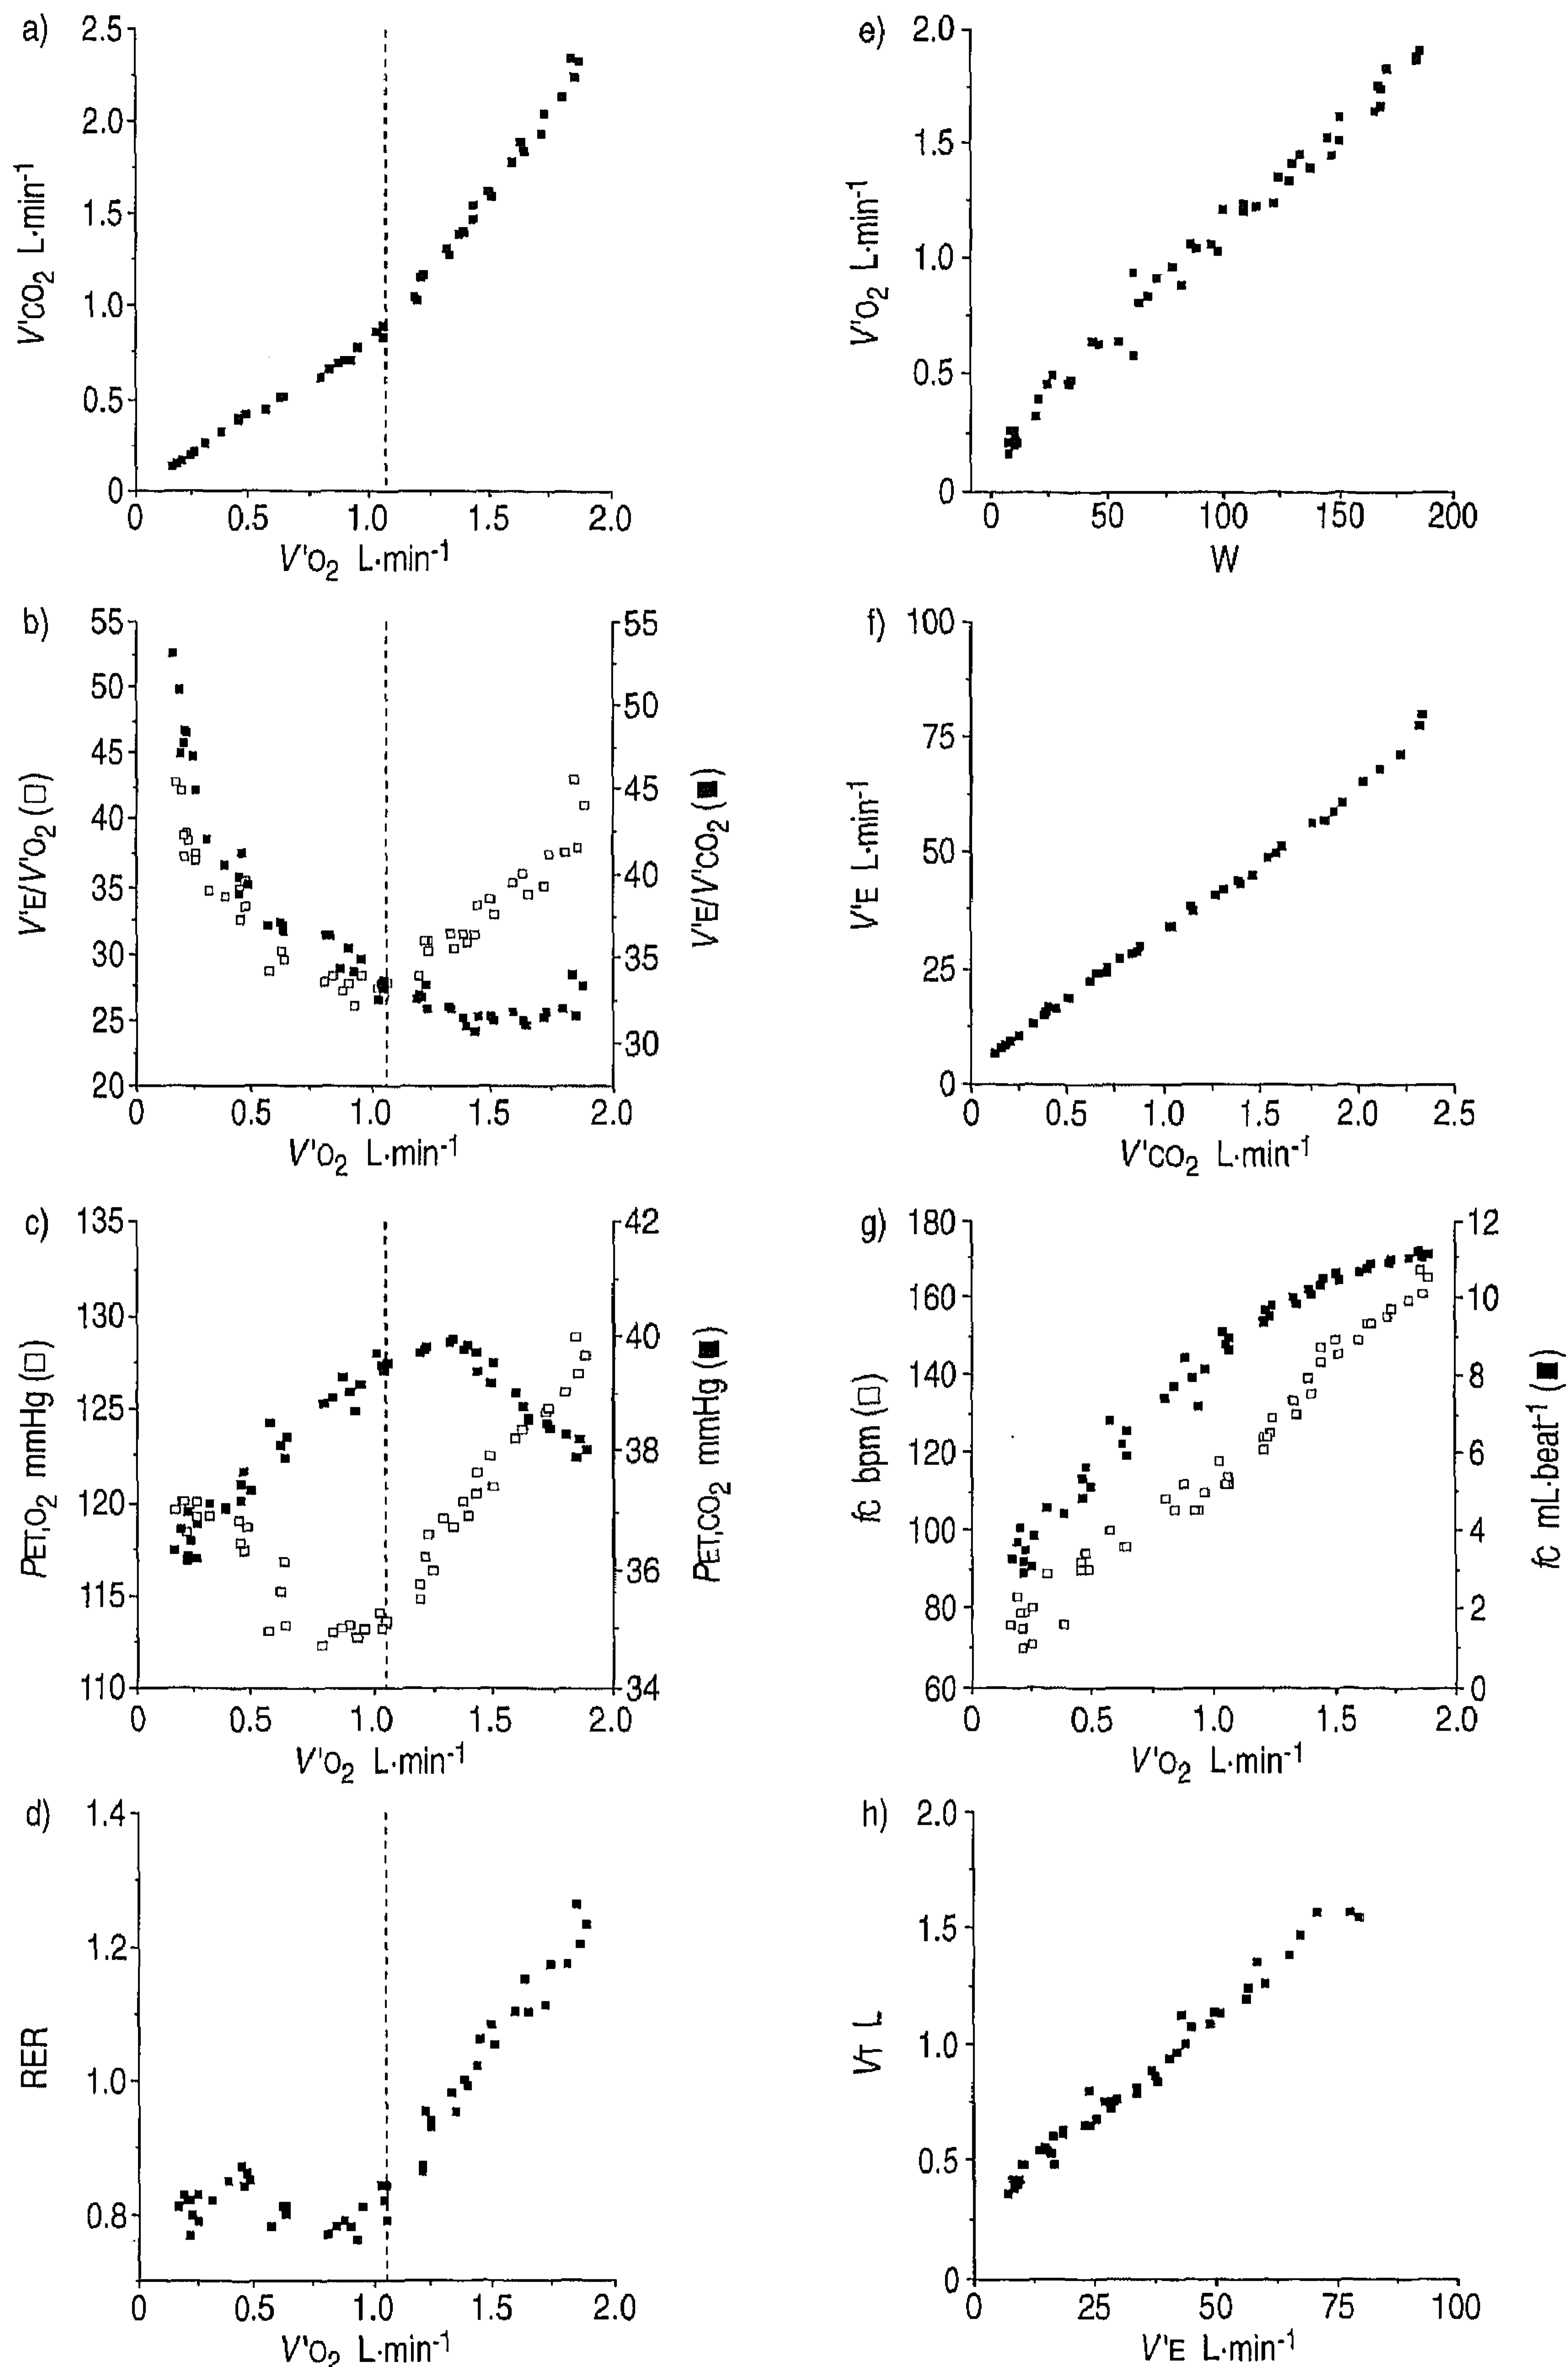 a)
2.5
2.0
1.5
1.0
0.5
0
V'CO2 L·min-1
0 0.5 1.0 1.5 2.0
V'O2 L·min-1
e)
2.0
1.5
1.0
0.5
0
V'O2 L·min-1
0 50 100 150 200
W
b)
55
50
45
40
35
30
25
20
V'E/V'O2 (□)
55
50
45
40
35
30
V'E/V'CO2 (■)
0 0.5 1.0 1.5 2.0
V'O2 L·min-1
f)
100
75
50
25
0
V'E L·min-1
0 0.5 1.0 1.5 2.0 2.5
V'CO2 L·min-1
c)
135
130
125
120
115
110
PET,O2 mmHg (□)
42
40
38
36
34
PET,CO2 mmHg (■)
0 0.5 1.0 1.5 2.0
V'O2 L·min-1
g)
180
160
140
120
100
80
60
fC bpm (□)
12
10
8
6
4
2
0
fC mL·beat-1 (■)
0 0.5 1.0 1.5 2.0
V'O2 L·min-1
d)
1.4
1.2
1.0
0.8
RER
0 0.5 1.0 1.5 2.0
V'O2 L·min-1
h)
2.0
1.5
1.0
0.5
0
VT L
0 25 50 75 100
V'E L·min-1